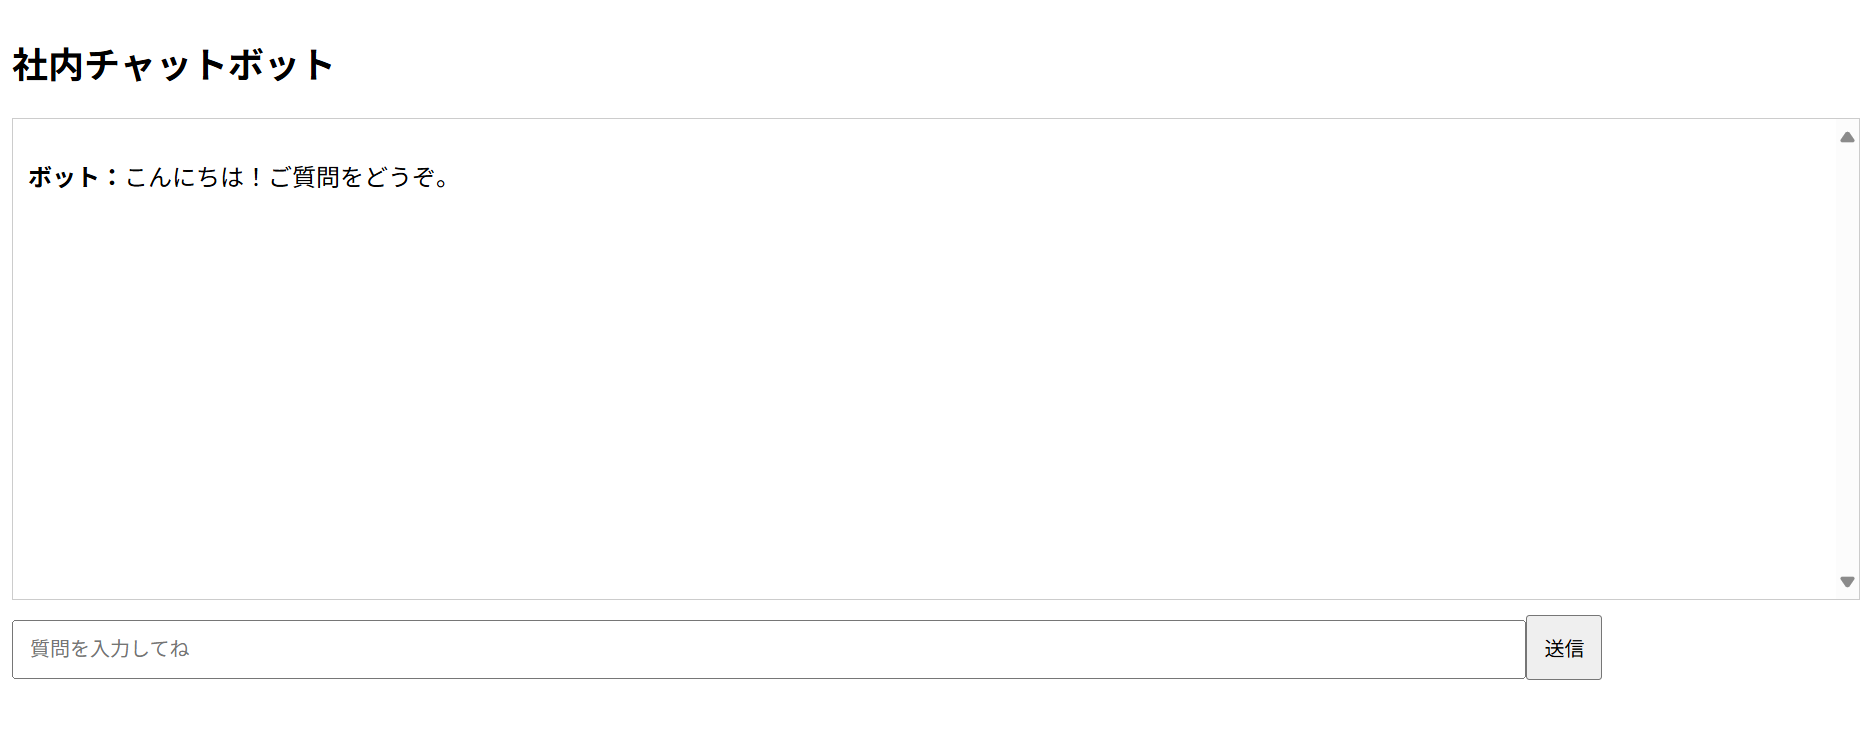 社内チャットボット
ボット：こんにちは！ご質問をどうぞ。
質問を入力してね
送信